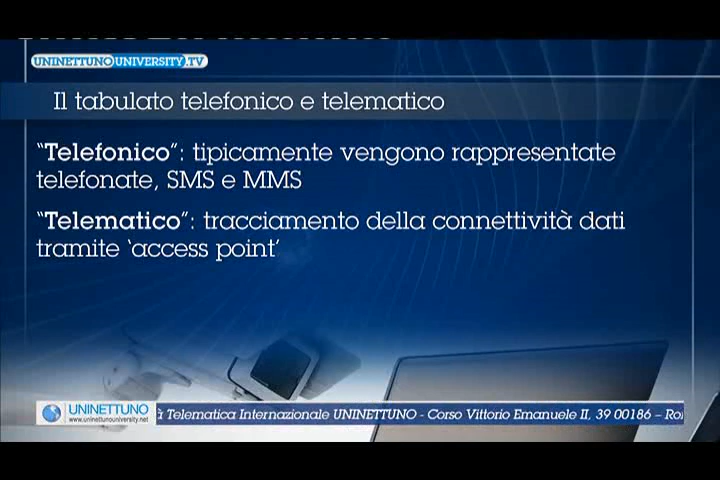 UNINETTUNOUNIVERSITY.TV
Il tabulato telefonico e telematico
“Telefonico”: tipicamente vengono rappresentate
telefonate, SMS e MMS
“Telematico”: tracciamento della connettività dati
tramite ‘access point’
UNINETTUNO
www.uninettunouniversity.net
à Telematica Internazionale UNINETTUNO - Corso Vittorio Emanuele II, 39 00186 – Ro